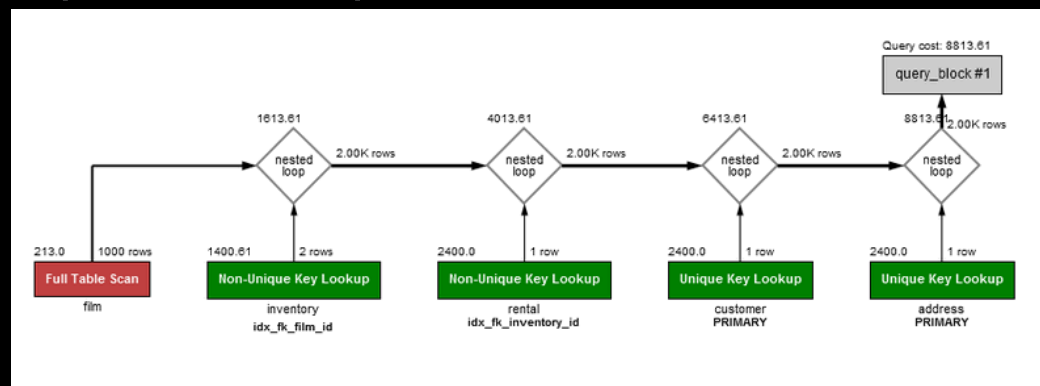 Query cost: 8813.61
query_block #1
1613.61
4013.61
6413.61
8813.61
2.00K rows
nested
loop
2.00K rows
nested
loop
2.00K rows
nested
loop
2.00K rows
nested
loop
213.0
1000 rows
1400.61
2 rows
2400.0
1 row
2400.0
1 row
2400.0
1 row
Full Table Scan
Non-Unique Key Lookup
Non-Unique Key Lookup
Unique Key Lookup
Unique Key Lookup
film
inventory
rental
customer
address
idx_fk_film_id
idx_fk_inventory_id
PRIMARY
PRIMARY